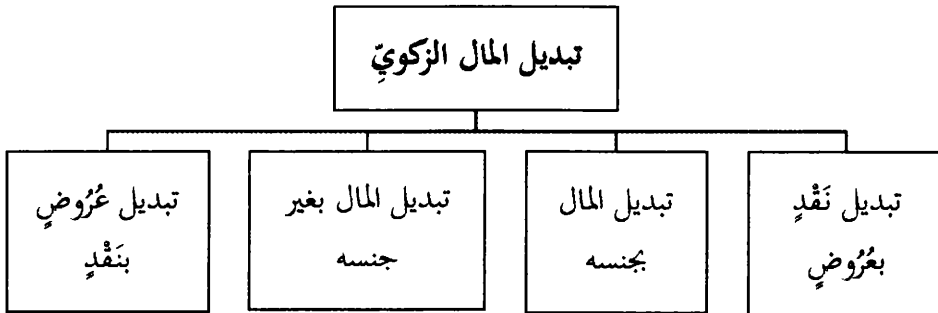 تبديل المال الزكويِّ
تبديل نَقْدٍ
بعُرُوضٍ
تبديل المال
بجنسه
تبديل المال بغير
جنسه
تبديل عُرُوضٍ
بنَقْدٍ